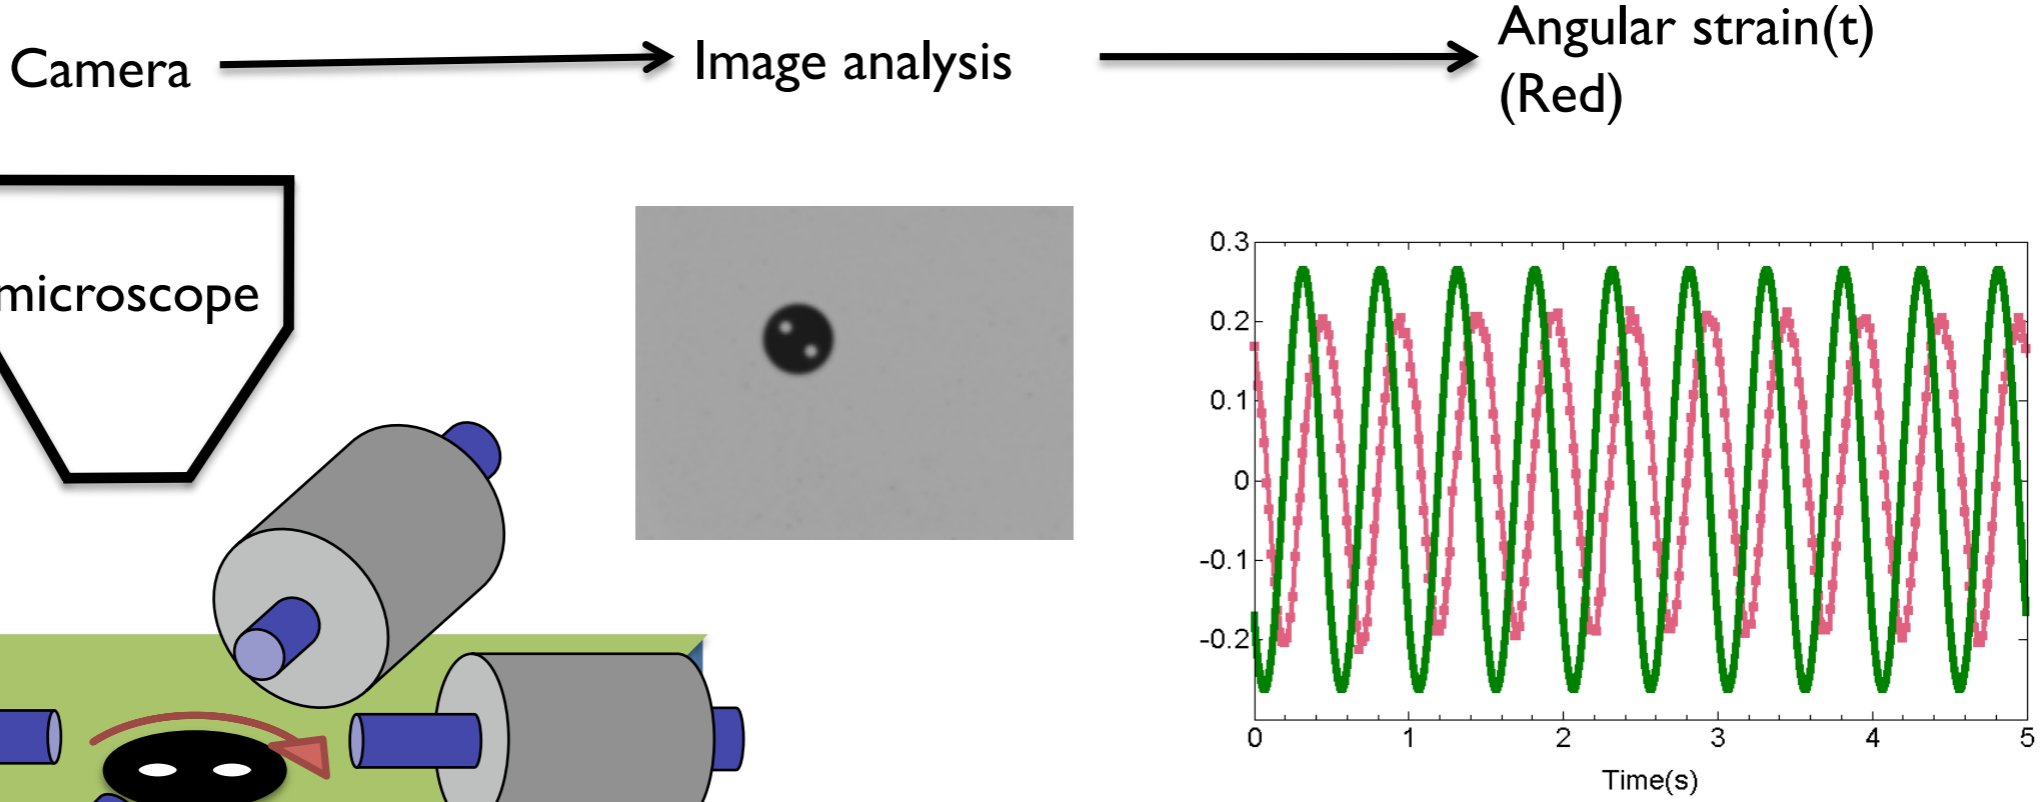 Camera
Image analysis
Angular strain(t)
(Red)
microscope
0.3
0.2
0.1
0
-0.1
-0.2
0 1 2 3 4 5
Time(s)